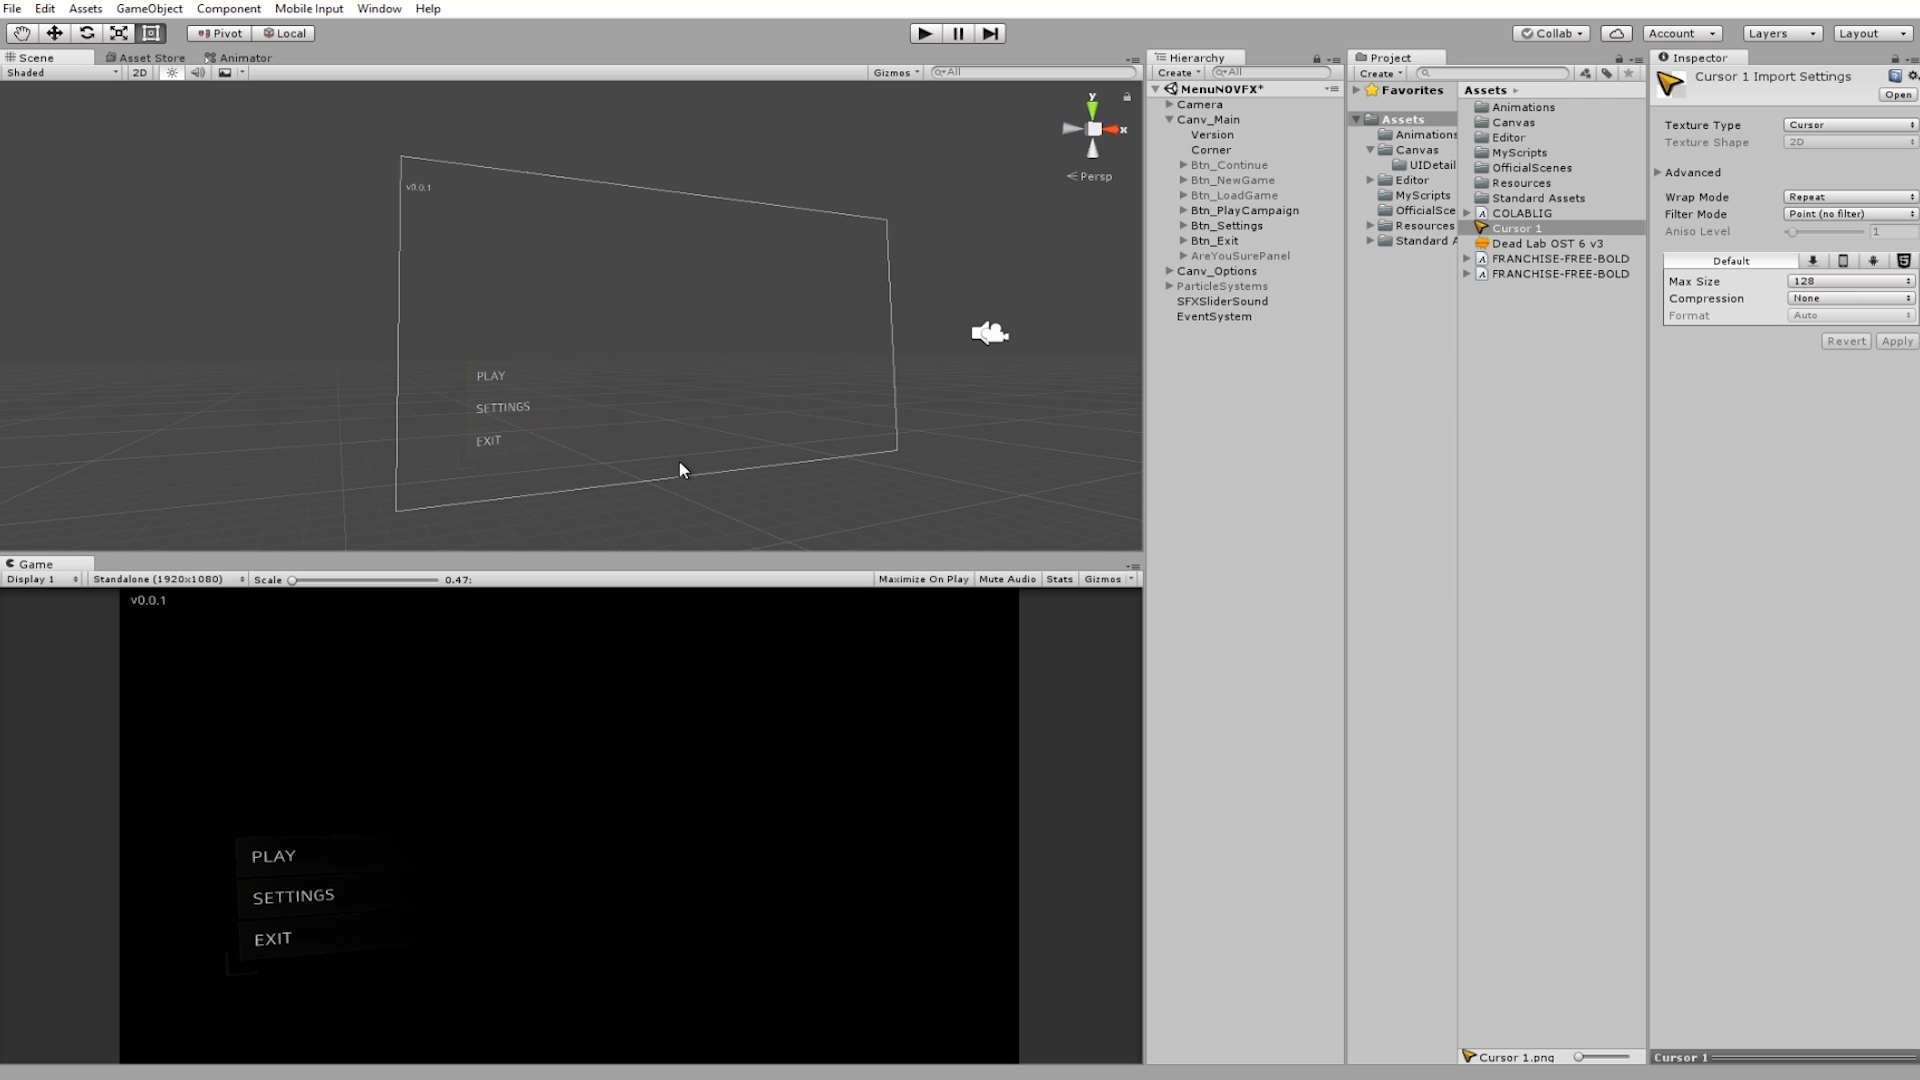 File Edit Assets GameObject Component Mobile Input Window Help
Pivot Local Collab Account Layers Layout
Scene Asset Store Animator
Shaded 2D Gizmos All
y
x
Persp
v0.0.1
PLAY
SETTINGS
EXIT
Game
Display 1 Standalone (1920x1080) Scale 0.47: Maximize On Play Mute Audio Stats Gizmos
v0.0.1
PLAY
SETTINGS
EXIT
Hierarchy
Create All
MenuNOVFX*
Camera
Canv_Main
Version
Corner
Btn_Continue
Btn_NewGame
Btn_LoadGame
Btn_PlayCampaign
Btn_Settings
Btn_Exit
AreYouSurePanel
Canv_Options
ParticleSystems
SFXSliderSound
EventSystem
Project
Create
Favorites
Assets
Animations
Canvas
UIDetail
Editor
MyScripts
OfficialSce
Resources
Standard A
Assets
Animations
Canvas
Editor
MyScripts
OfficialScenes
Resources
Standard Assets
COLABLIG
Cursor 1
Dead Lab OST 6 v3
FRANCHISE-FREE-BOLD
FRANCHISE-FREE-BOLD
Cursor 1.png
Inspector
Cursor 1 Import Settings
Open
Texture Type Cursor
Texture Shape 2D
Advanced
Wrap Mode Repeat
Filter Mode Point (no filter)
Aniso Level 1
Default
Max Size 128
Compression None
Format Auto
Revert Apply
Cursor 1